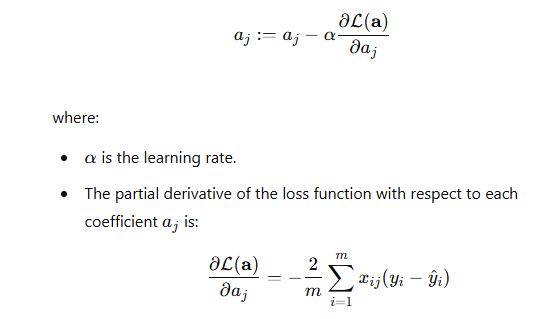 $a_j := a_j - \alpha \frac{\partial \mathcal{L}(\mathbf{a})}{\partial a_j}$
where:
• $\alpha$ is the learning rate.
• The partial derivative of the loss function with respect to each
coefficient $a_j$ is:
$\frac{\partial \mathcal{L}(\mathbf{a})}{\partial a_j} = -\frac{2}{m} \sum_{i=1}^{m} x_{ij}(y_i - \hat{y}_i)$